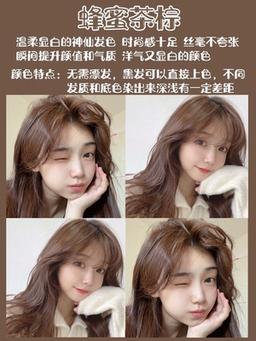 蜂蜜茶棕
温柔显白的神仙发色 时尚感十足 丝毫不夸张
瞬间提升颜值和气质 洋气又显白的颜色
颜色特点：无需漂发，黑发可以直接上色，不同
发质和底色染出来深浅有一定差距